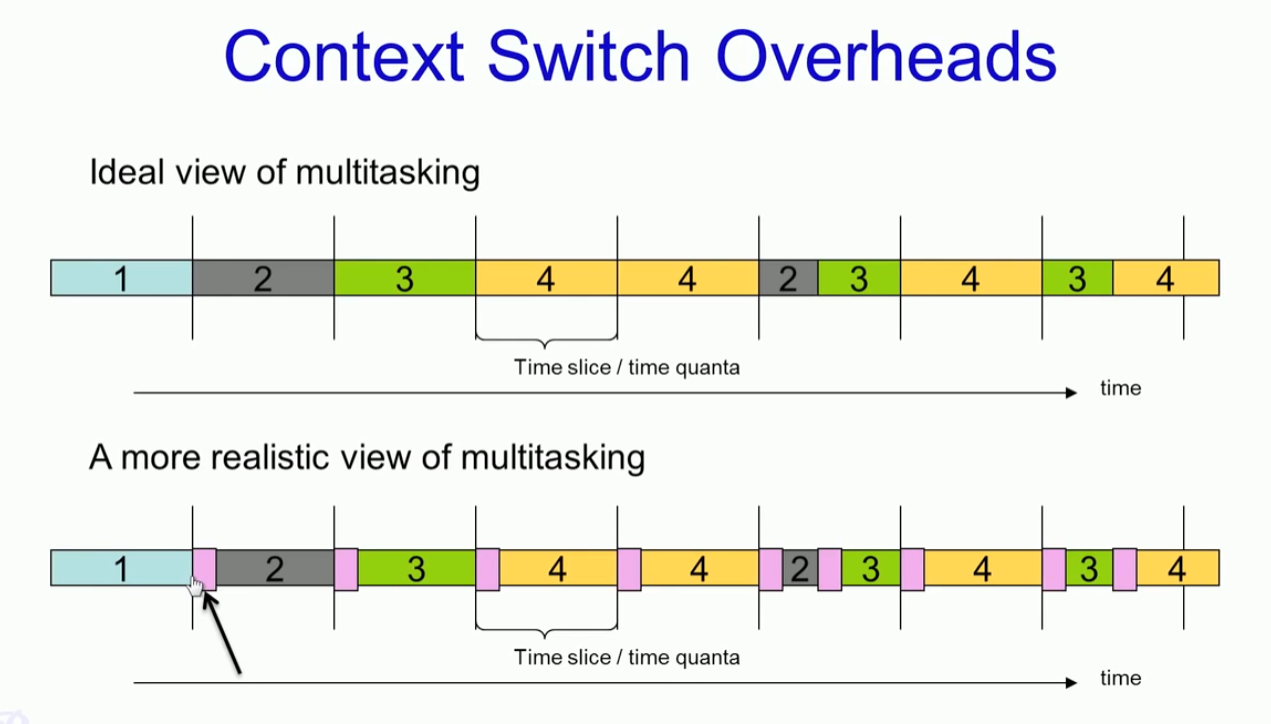 Context Switch Overheads
Ideal view of multitasking
1 2 3 4 4 2 3 4 3 4
Time slice / time quanta
time
A more realistic view of multitasking
1 2 3 4 4 2 3 4 3 4
Time slice / time quanta
time